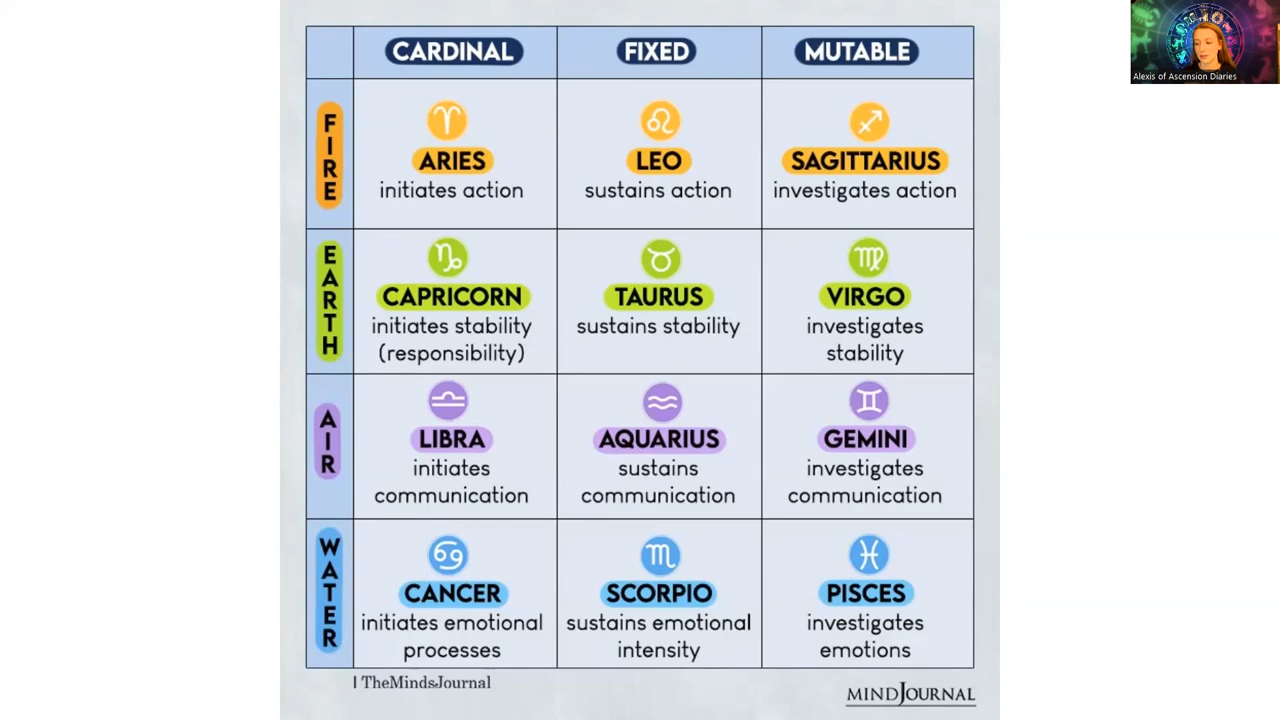 CARDINAL FIXED MUTABLE
Alexis of Ascension Diaries
FIRE
ARIES
initiates action
LEO
sustains action
SAGITTARIUS
investigates action
EARTH
CAPRICORN
initiates stability
(responsibility)
TAURUS
sustains stability
VIRGO
investigates
stability
AIR
LIBRA
initiates
communication
AQUARIUS
sustains
communication
GEMINI
investigates
communication
WATER
CANCER
initiates emotional
processes
SCORPIO
sustains emotional
intensity
PISCES
investigates
emotions
| TheMindsJournal
MINDJOURNAL